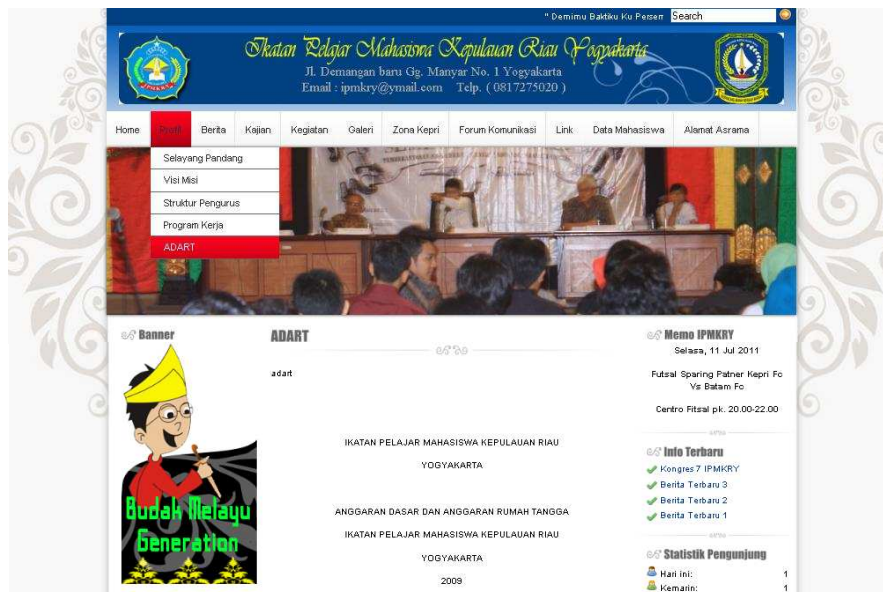 " Demimu Baktiku Ku Persem
Search
Ikatan Pelajar Mahasiswa Kepulauan Riau Yogyakarta
Jl. Demangan baru Gg. Manyar No. 1 Yogyakarta
Email : ipmkry@ymail.com Telp. ( 0817275020 )
Home Profil Berita Kajian Kegiatan Galeri Zona Kepri Forum Komunikasi Link Data Mahasiswa Alamat Asrama
Selayang Pandang
Visi Misi
Struktur Pengurus
Program Kerja
ADART
Banner
Budak Melayu
Generation
ADART
adart
IKATAN PELAJAR MAHASISWA KEPULAUAN RIAU
YOGYAKARTA
ANGGARAN DASAR DAN ANGGARAN RUMAH TANGGA
IKATAN PELAJAR MAHASISWA KEPULAUAN RIAU
YOGYAKARTA
2009
Memo IPMKRY
Selasa, 11 Jul 2011
Futsal Sparing Patner Kepri Fc
Vs Batam Fc
Centro Fitsal pk. 20.00-22.00
Info Terbaru
Kongres 7 IPMKRY
Berita Terbaru 3
Berita Terbaru 2
Berita Terbaru 1
Statistik Pengunjung
Hari ini: 1
Kemarin: 1